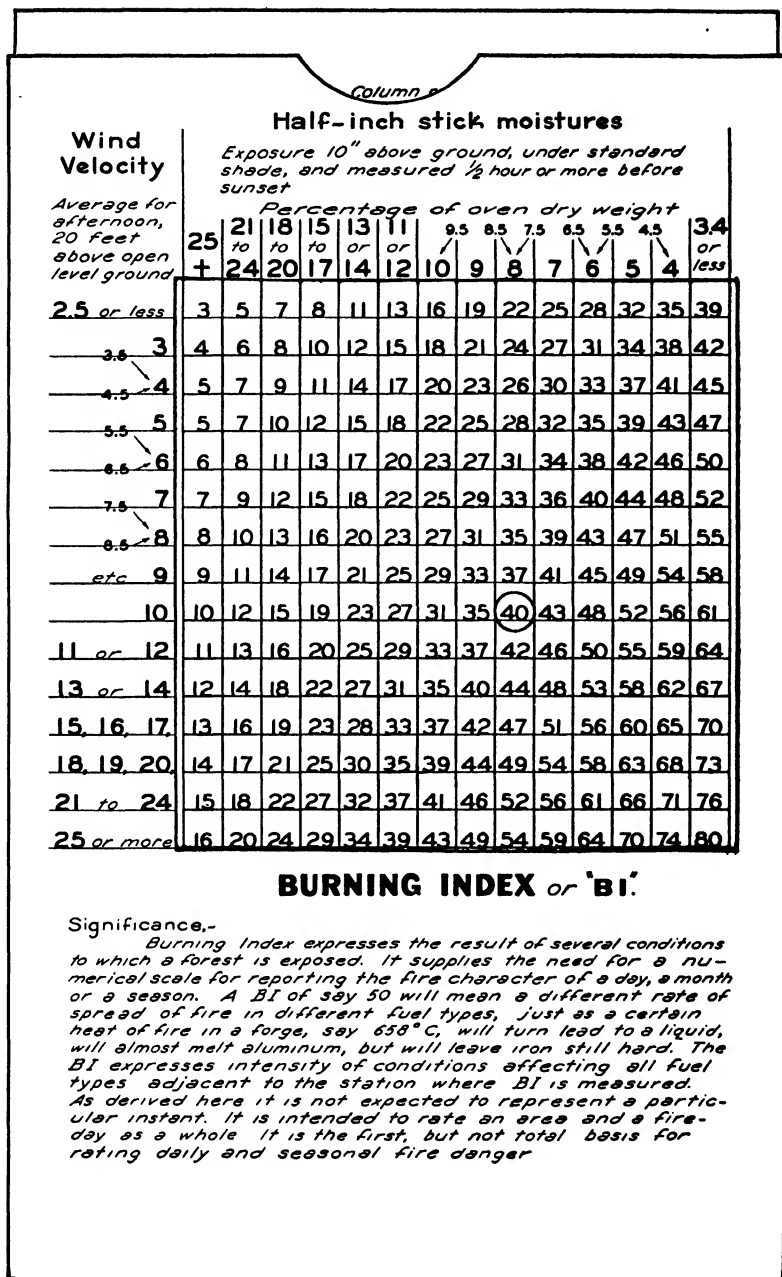 Column
Half-inch stick moistures
Wind
Velocity
Exposure 10" above ground, under standard
shade, and measured 1/2 hour or more before
sunset
Average for
afternoon,
20 feet
above open
level ground
Percentage of oven dry weight
9.5 8.5 7.5 6.5 5.5 4.5
25 + 21 to 24 18 to 20 15 to 17 13 or 14 11 or 12 10 9 8 7 6 5 4 3.4 or less
2.5 or less 3 5 7 8 11 13 16 19 22 25 28 32 35 39
3 4 6 8 10 12 15 18 21 24 27 31 34 38 42
3.5
4.5 4 5 7 9 11 14 17 20 23 26 30 33 37 41 45
5 5 7 10 12 15 18 22 25 28 32 35 39 43 47
5.5
6.5 6 6 8 11 13 17 20 23 27 31 34 38 42 46 50
7 7 9 12 15 18 22 25 29 33 36 40 44 48 52
7.5
8.5 8 8 10 13 16 20 23 27 31 35 39 43 47 51 55
etc 9 9 11 14 17 21 25 29 33 37 41 45 49 54 58
10 10 12 15 19 23 27 31 35 40 43 48 52 56 61
11 or 12 11 13 16 20 25 29 33 37 42 46 50 55 59 64
13 or 14 12 14 18 22 27 31 35 40 44 48 53 58 62 67
15, 16, 17, 13 16 19 23 28 33 37 42 47 51 56 60 65 70
18, 19, 20, 14 17 21 25 30 35 39 44 49 54 58 63 68 73
21 to 24 15 18 22 27 32 37 41 46 52 56 61 66 71 76
25 or more 16 20 24 29 34 39 43 49 54 59 64 70 74 80
BURNING INDEX or "BI".
Significance.-
Burning Index expresses the result of several conditions
to which a forest is exposed. It supplies the need for a nu-
merical scale for reporting the fire character of a day, a month
or a season. A BI of say 50 will mean a different rate of
spread of fire in different fuel types, just as a certain
heat of fire in a forge, say 658°C, will turn lead to a liquid,
will almost melt aluminum, but will leave iron still hard. The
BI expresses intensity of conditions affecting all fuel
types adjacent to the station where BI is measured.
As derived here it is not expected to represent a partic-
ular instant. It is intended to rate an area and a fire-
day as a whole It is the first, but not total basis for
rating daily and seasonal fire danger